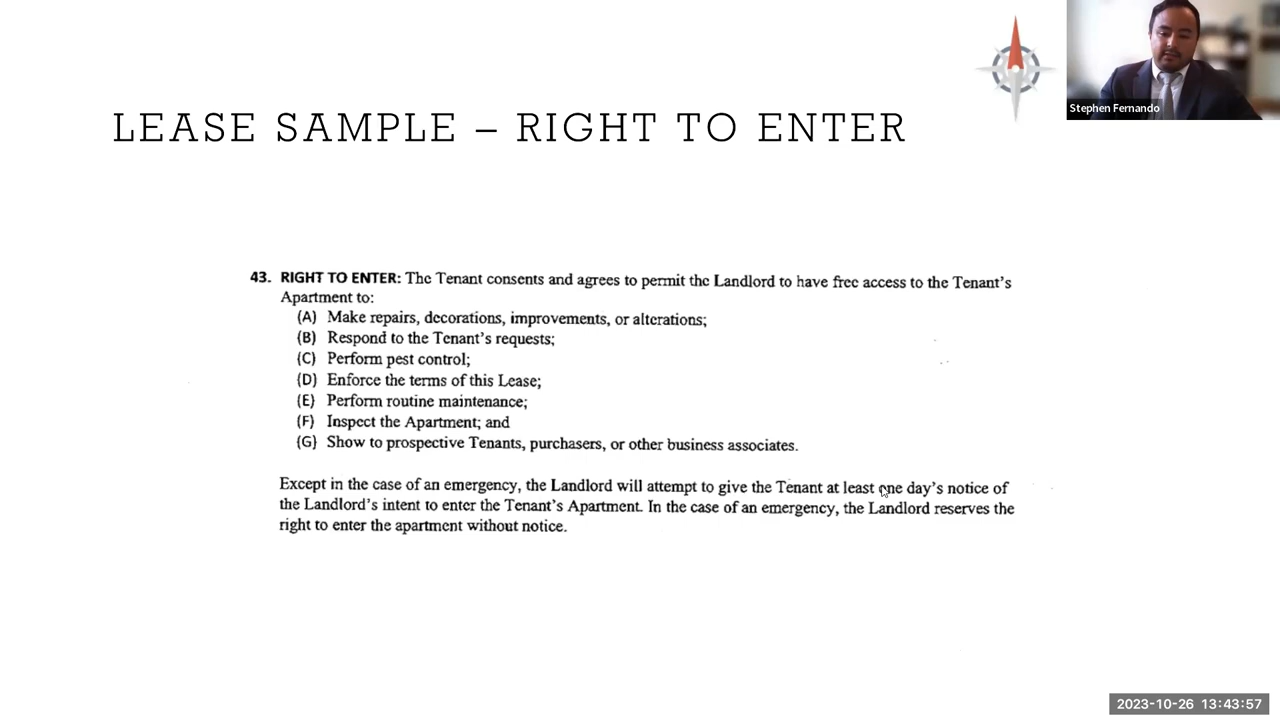 Stephen Fernando
LEASE SAMPLE – RIGHT TO ENTER
43. RIGHT TO ENTER: The Tenant consents and agrees to permit the Landlord to have free access to the Tenant's
Apartment to:
(A) Make repairs, decorations, improvements, or alterations;
(B) Respond to the Tenant's requests;
(C) Perform pest control;
(D) Enforce the terms of this Lease;
(E) Perform routine maintenance;
(F) Inspect the Apartment; and
(G) Show to prospective Tenants, purchasers, or other business associates.
Except in the case of an emergency, the Landlord will attempt to give the Tenant at least one day's notice of
the Landlord's intent to enter the Tenant's Apartment. In the case of an emergency, the Landlord reserves the
right to enter the apartment without notice.
2023-10-26 13:43:57